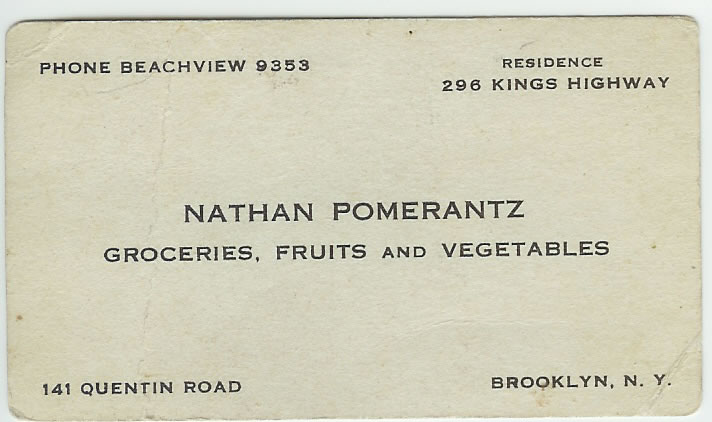 PHONE BEACHVIEW 9353
RESIDENCE
296 KINGS HIGHWAY
NATHAN POMERANTZ
GROCERIES, FRUITS AND VEGETABLES
141 QUENTIN ROAD
BROOKLYN, N. Y.